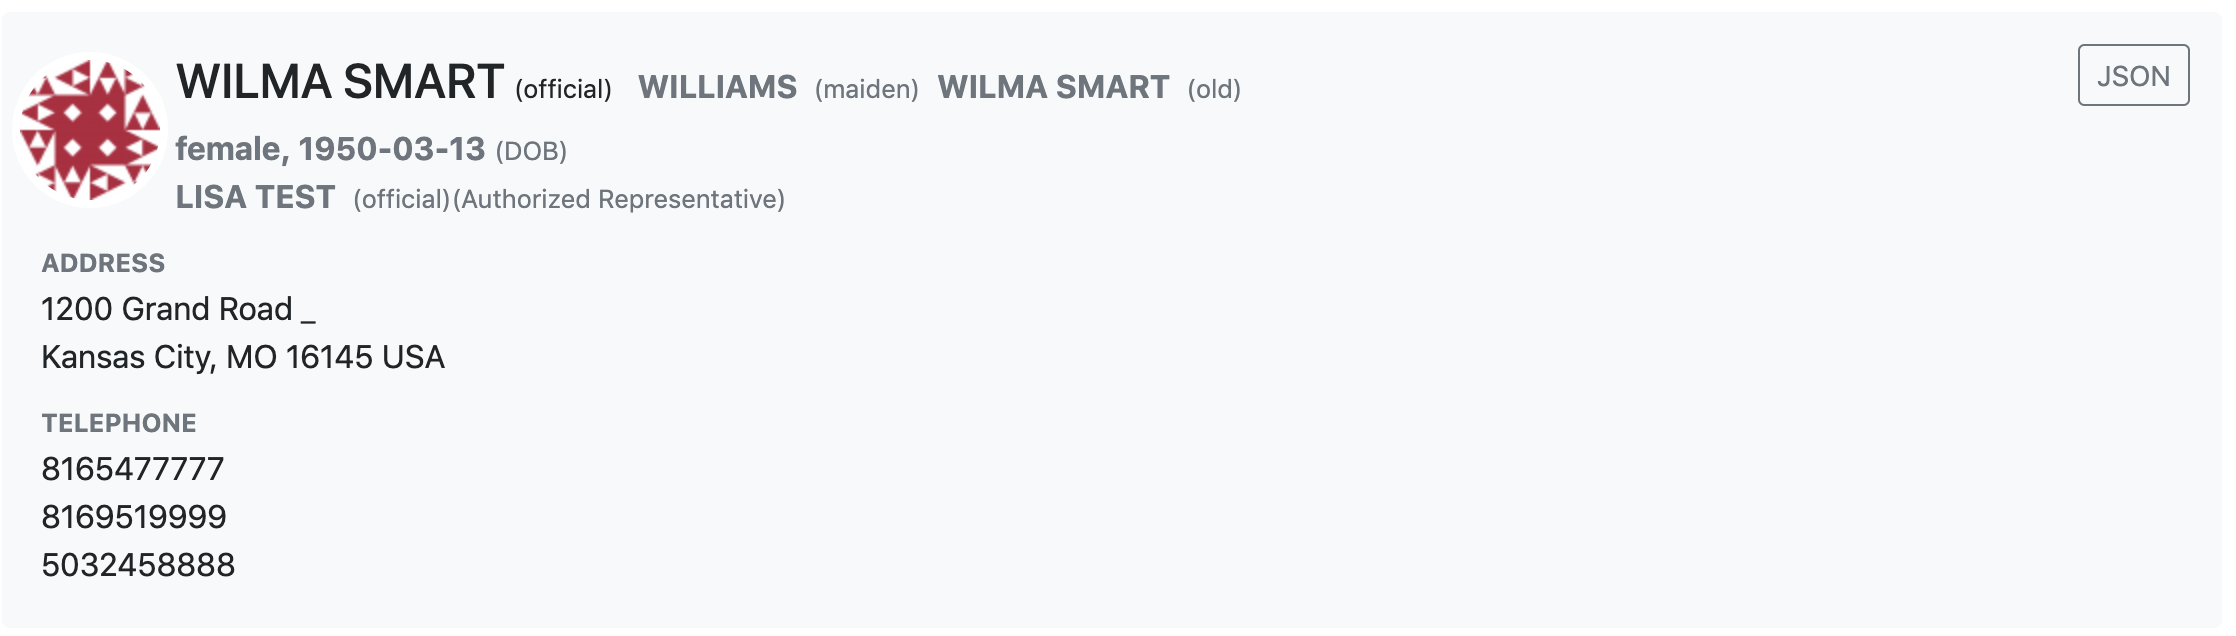 WILMA SMART (official) WILLIAMS (maiden) WILMA SMART (old)
JSON
female, 1950-03-13 (DOB)
LISA TEST (official)(Authorized Representative)
ADDRESS
1200 Grand Road _
Kansas City, MO 16145 USA
TELEPHONE
8165477777
8169519999
5032458888